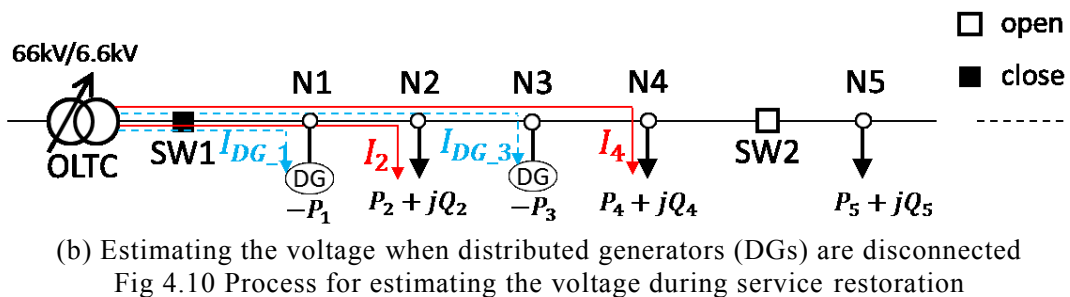 open
66kV/6.6kV
N1 N2 N3 N4 N5
close
I_DG_1 I_2 I_DG_3 I_4
SW1 SW2
OLTC
DG DG
−P_1 P_2 + jQ_2 −P_3 P_4 + jQ_4 P_5 + jQ_5
(b) Estimating the voltage when distributed generators (DGs) are disconnected
Fig 4.10 Process for estimating the voltage during service restoration